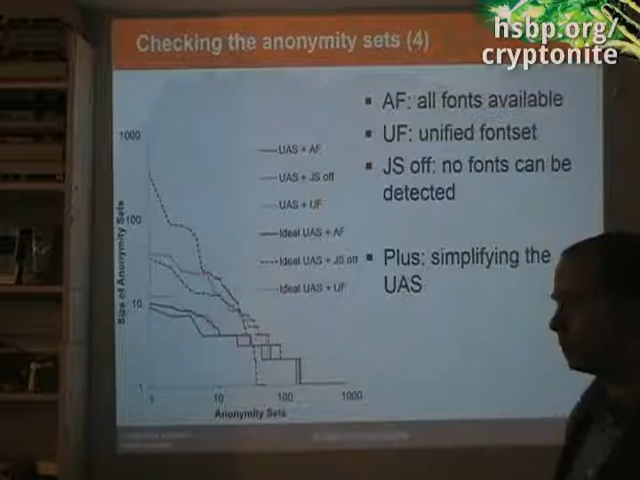 hsbp.org/
cryptonite
Checking the anonymity sets (4)
AF: all fonts available
UF: unified fontset
JS off: no fonts can be
detected
Plus: simplifying the
UAS
Size of Anonymity Sets
1000
100
10
1
UAS + AF
UAS + JS off
UAS + UF
Ideal UAS + AF
Ideal UAS + JS off
Ideal UAS + UF
1
10
100
1000
Anonymity Sets